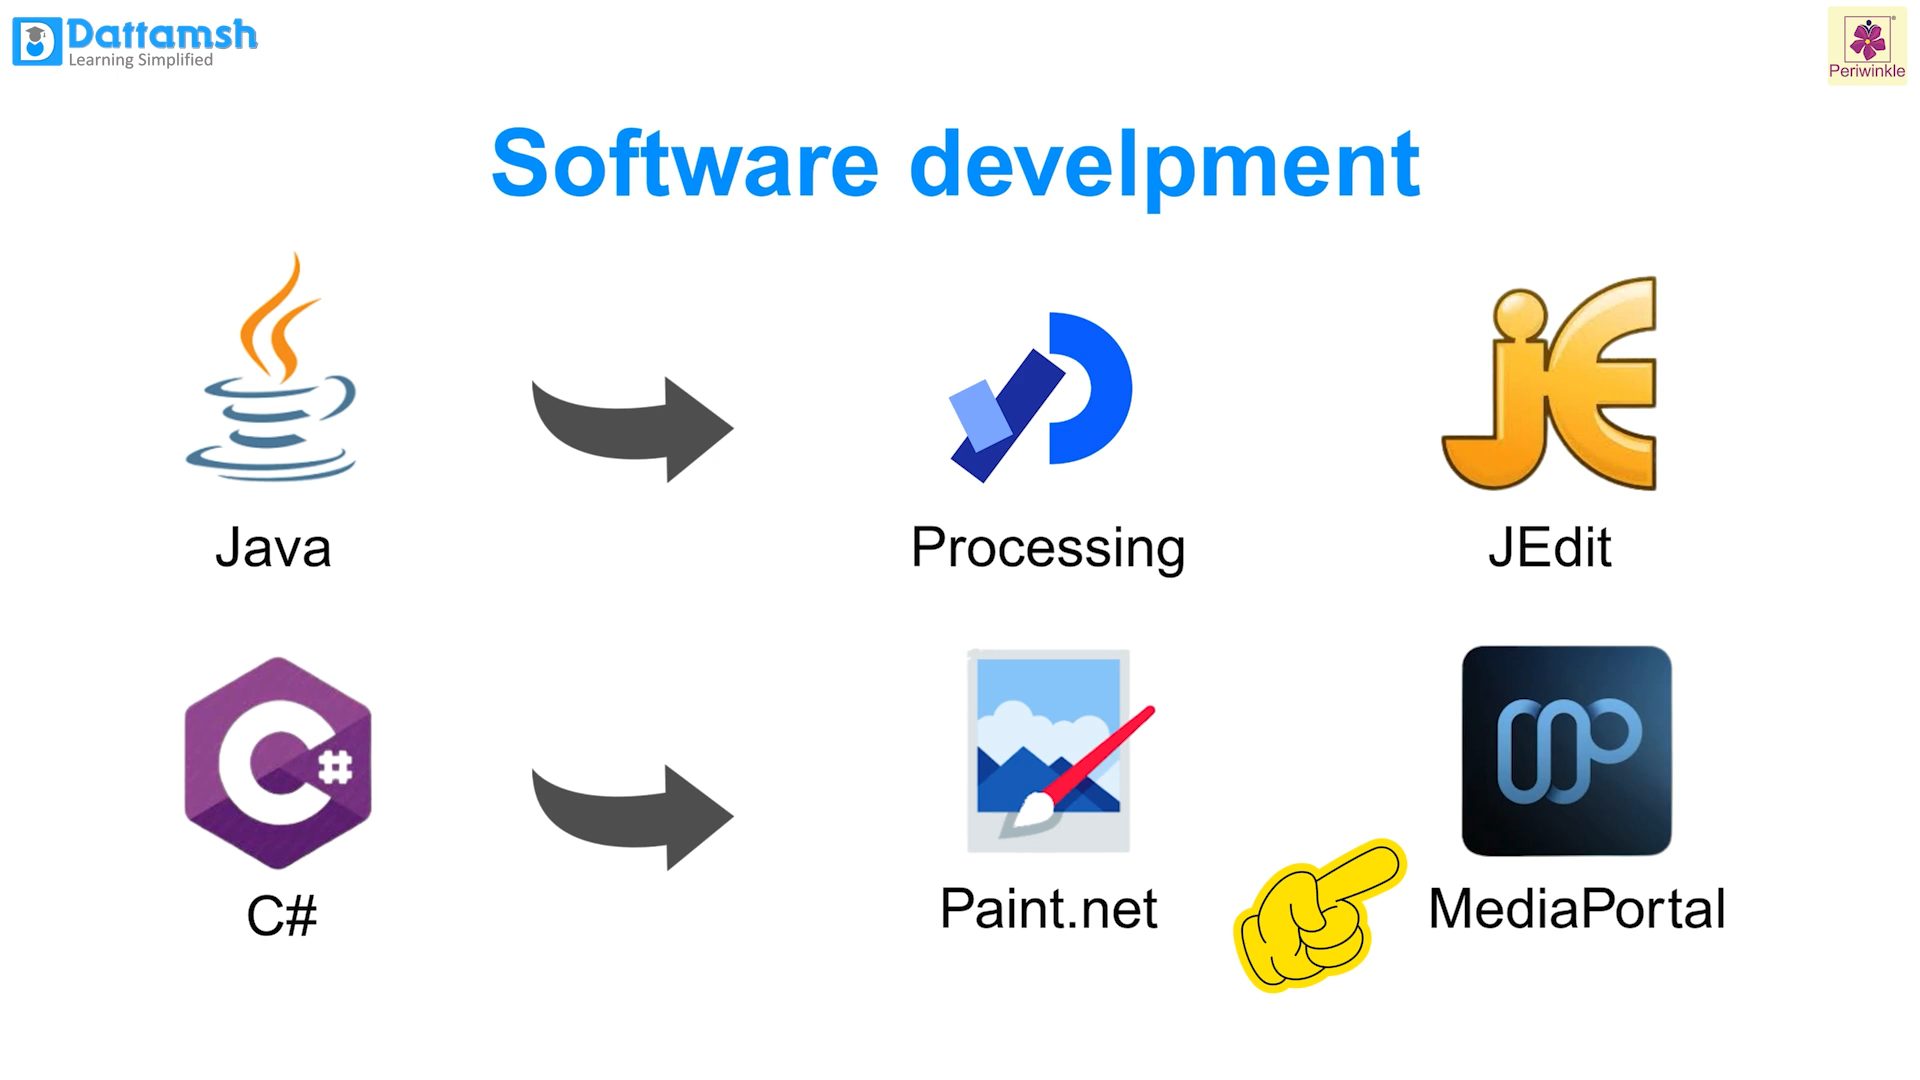 Dattamsh
Learning Simplified
Periwinkle
Software develpment
Java
Processing
JEdit
C#
Paint.net
MediaPortal